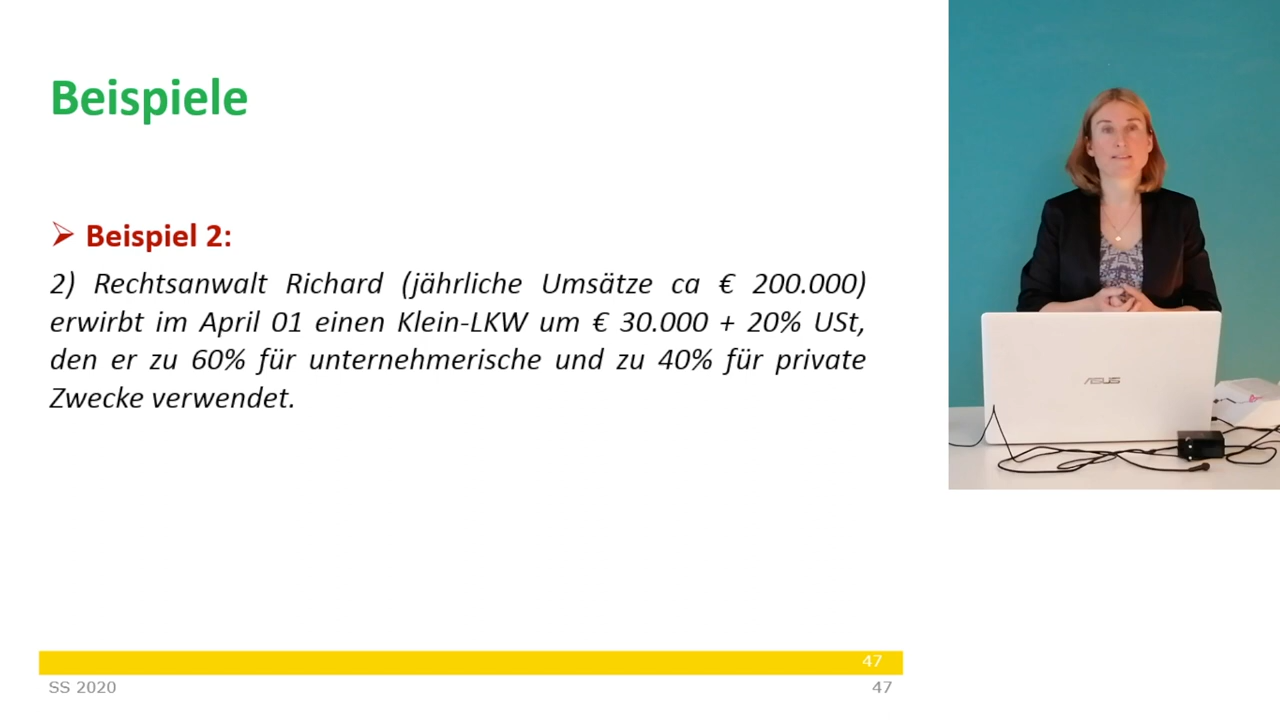 Beispiele
Beispiel 2:
2) Rechtsanwalt Richard (jährliche Umsätze ca € 200.000)
erwirbt im April 01 einen Klein-LKW um € 30.000 + 20% USt,
den er zu 60% für unternehmerische und zu 40% für private
Zwecke verwendet.
ASUS
47
SS 2020
47